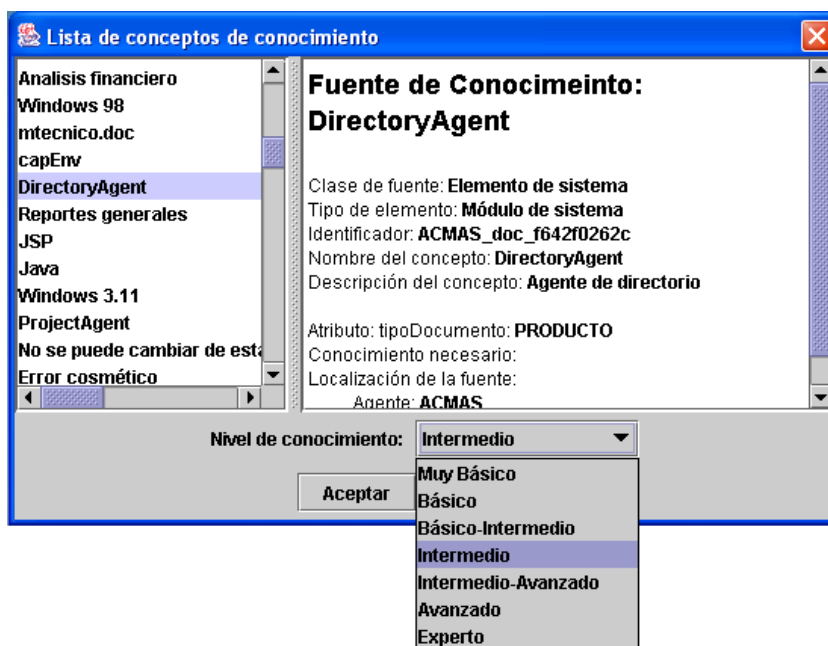 Lista de conceptos de conocimiento
Analisis financiero
Windows 98
mtecnico.doc
capEnv
DirectoryAgent
Reportes generales
JSP
Java
Windows 3.11
ProjectAgent
No se puede cambiar de esta
Error cosmético
Fuente de Conocimeinto:
DirectoryAgent
Clase de fuente: Elemento de sistema
Tipo de elemento: Módulo de sistema
Identificador: ACMAS_doc_f642f0262c
Nombre del concepto: DirectoryAgent
Descripción del concepto: Agente de directorio
Atributo: tipoDocumento: PRODUCTO
Conocimiento necesario:
Localización de la fuente:
Agente: ACMAS
Nivel de conocimiento: Intermedio
Aceptar
Muy Básico
Básico
Básico-Intermedio
Intermedio
Intermedio-Avanzado
Avanzado
Experto